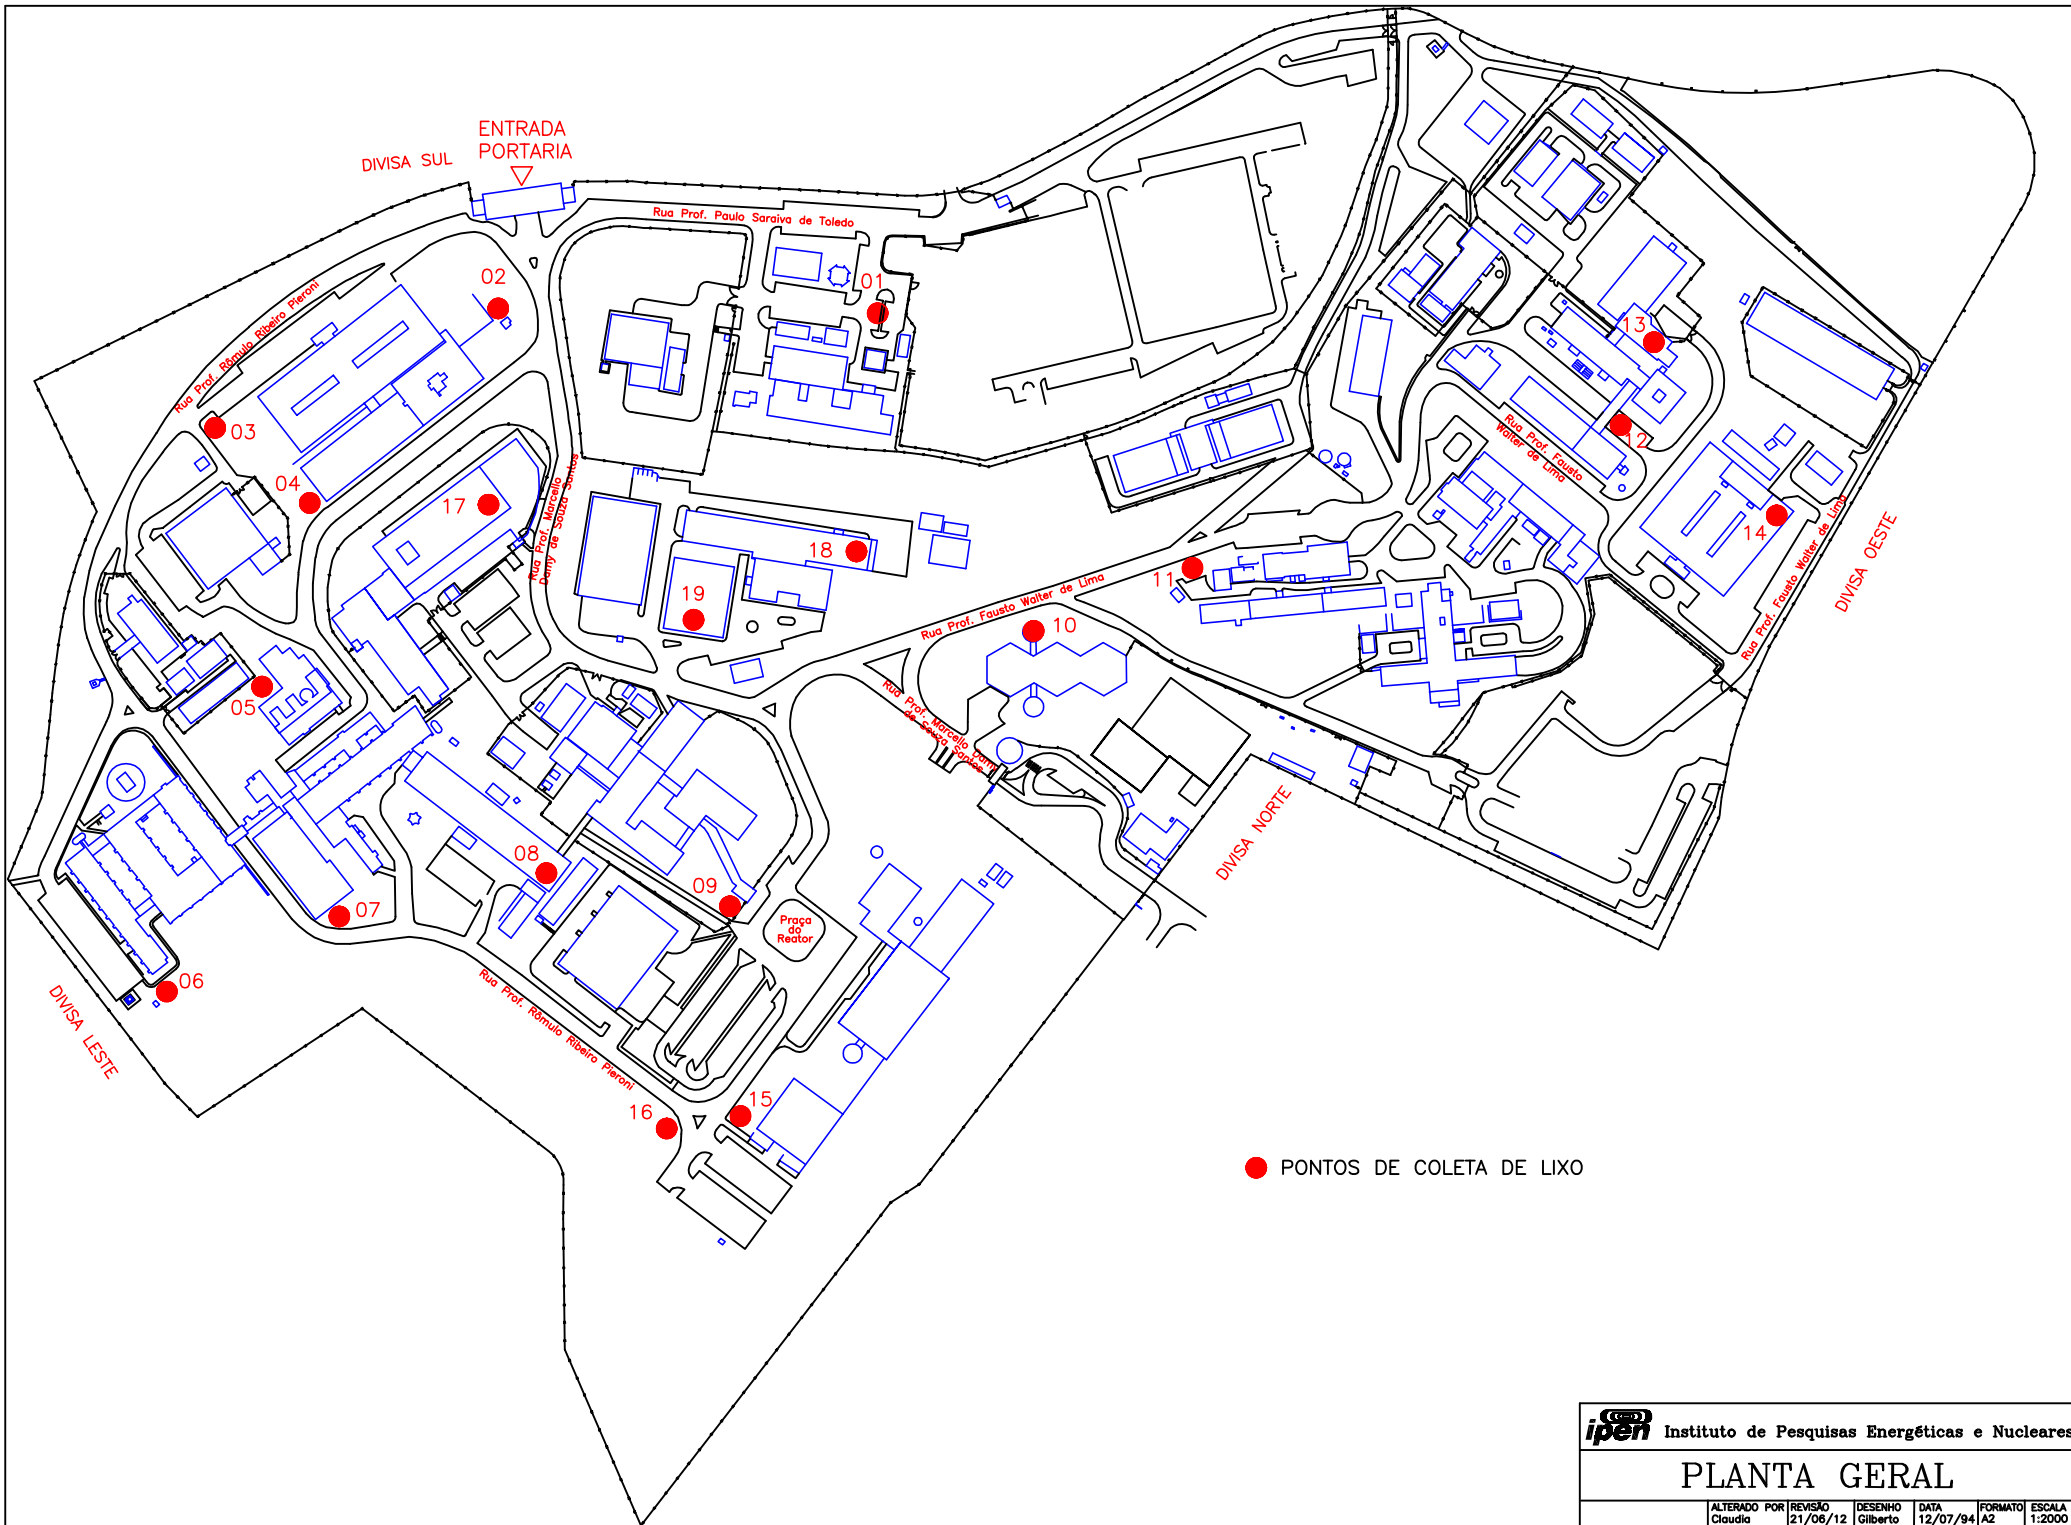 ENTRADA
PORTARIA
DIVISA SUL
Rua Prof. Paulo Saraiva de Toledo
02
01
Rua Prof. Rômulo Ribeiro Pieroni
13
03
12
Rua Prof. Fausto
Walter de Lima
04
17
Rua Prof. Marcello
Damy de Souza Santos
14
18
11
Rua Prof. Fausto Walter de Lima
DIVISA OESTE
Rua Prof. Fausto Walter de Lima
19
10
05
Rua Prof. Marcello Damy
de Souza Santos
DIVISA NORTE
08
09
07
Praça
do
Reator
06
DIVISA LESTE
Rua Prof. Rômulo Ribeiro Pieroni
16
15
PONTOS DE COLETA DE LIXO
ipen Instituto de Pesquisas Energéticas e Nucleares
PLANTA GERAL
ALTERADO POR REVISÃO DESENHO DATA FORMATO ESCALA
Claudia 21/06/12 Gilberto 12/07/94 A2 1:2000